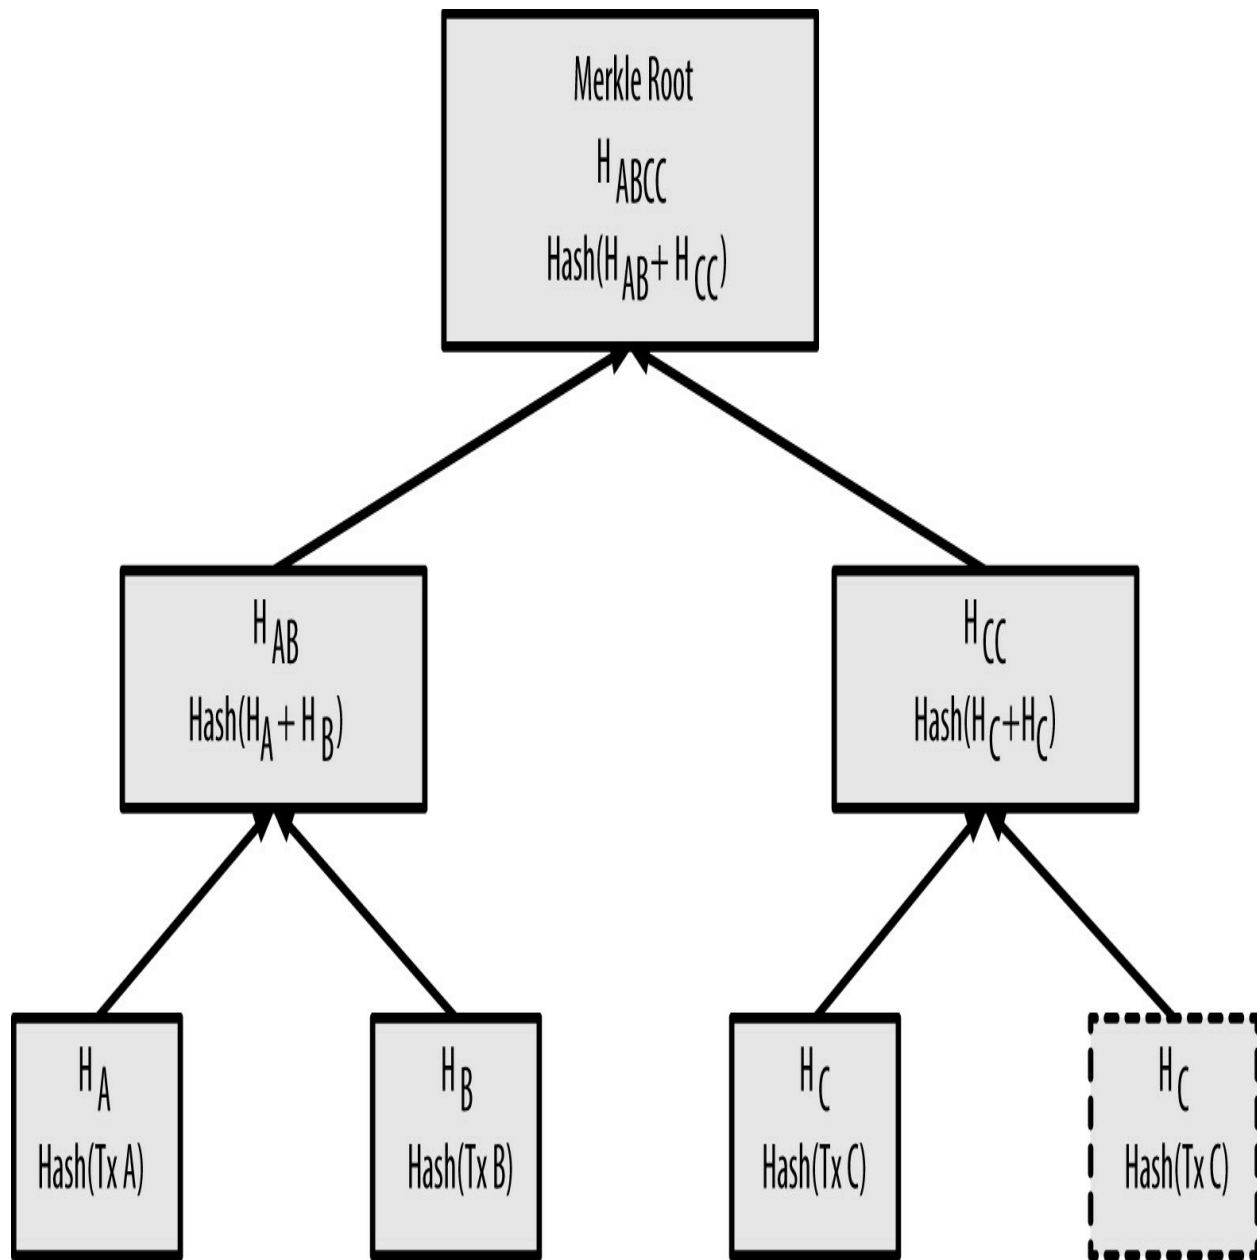 Merkle Root
H ABCC
Hash(H AB + H CC)
H AB
Hash(H A + H B)
H CC
Hash(H C+H C)
H A
Hash(Tx A)
H B
Hash(Tx B)
H C
Hash(Tx C)
H C
Hash(Tx C)